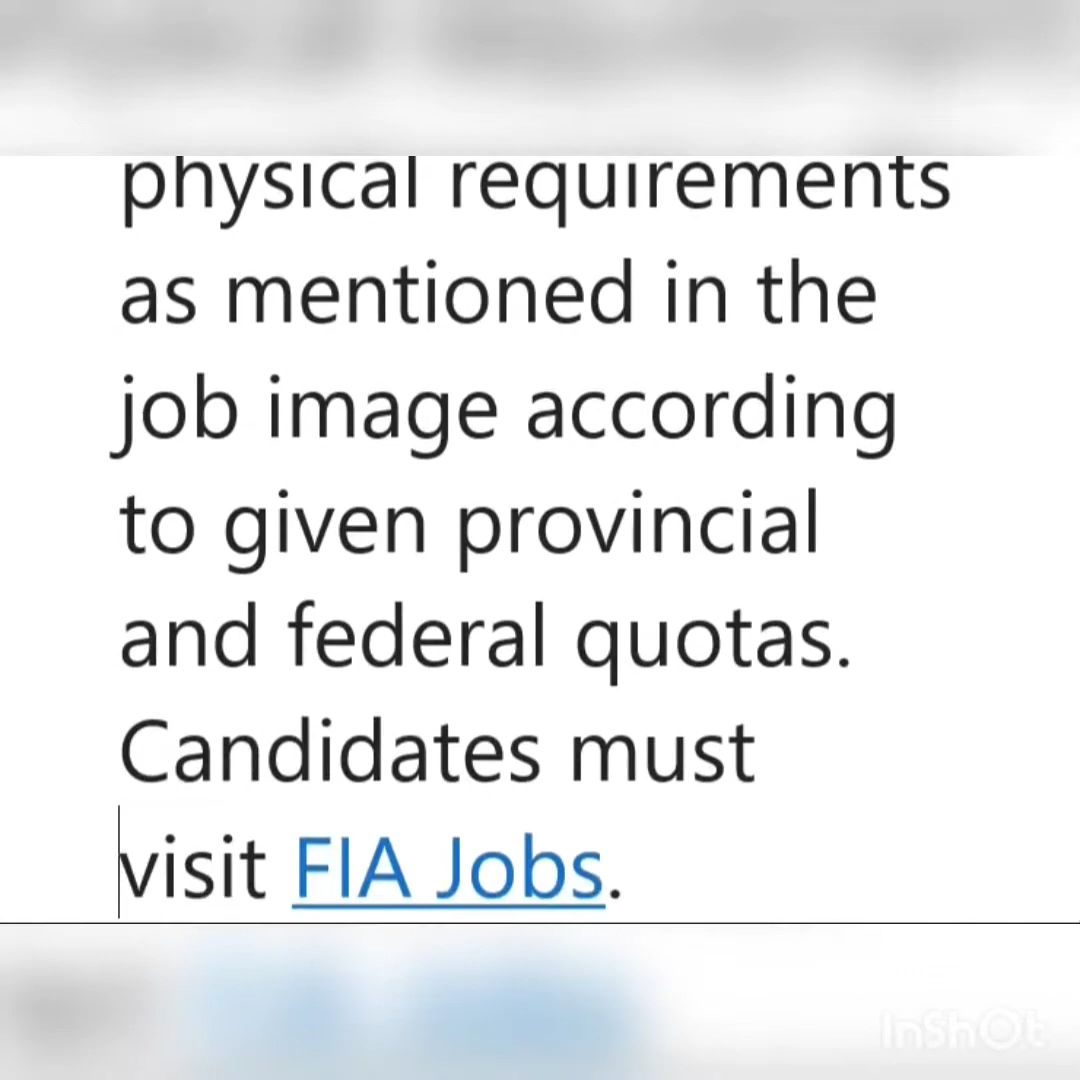 physical requirements
as mentioned in the
job image according
to given provincial
and federal quotas.
Candidates must
visit FIA Jobs.
InShOt